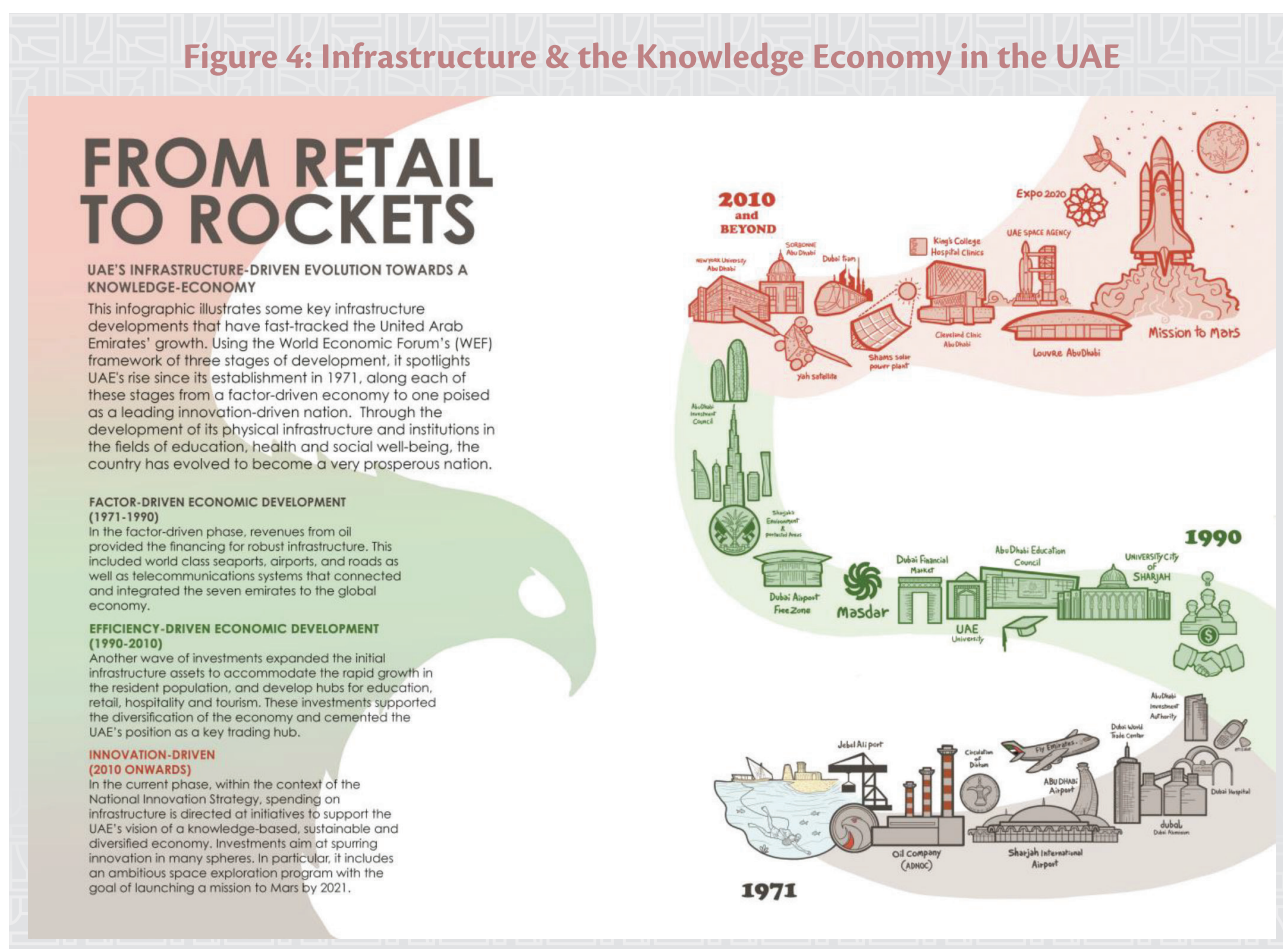 Figure 4: Infrastructure & the Knowledge Economy in the UAE
FROM RETAIL
TO ROCKETS
UAE'S INFRASTRUCTURE-DRIVEN EVOLUTION TOWARDS A
KNOWLEDGE-ECONOMY
This infographic illustrates some key infrastructure
developments that have fast-tracked the United Arab
Emirates' growth. Using the World Economic Forum's (WEF)
framework of three stages of development, it spotlights
UAE's rise since its establishment in 1971, along each of
these stages from a factor-driven economy to one poised
as a leading innovation-driven nation. Through the
development of its physical infrastructure and institutions in
the fields of education, health and social well-being, the
country has evolved to become a very prosperous nation.
FACTOR-DRIVEN ECONOMIC DEVELOPMENT
(1971-1990)
In the factor-driven phase, revenues from oil
provided the financing for robust infrastructure. This
included world class seaports, airports, and roads as
well as telecommunications systems that connected
and integrated the seven emirates to the global
economy.
EFFICIENCY-DRIVEN ECONOMIC DEVELOPMENT
(1990-2010)
Another wave of investments expanded the initial
infrastructure assets to accommodate the rapid growth in
the resident population, and develop hubs for education,
retail, hospitality and tourism. These investments supported
the diversification of the economy and cemented the
UAE's position as a key trading hub.
INNOVATION-DRIVEN
(2010 ONWARDS)
In the current phase, within the context of the
National Innovation Strategy, spending on
infrastructure is directed at initiatives to support the
UAE's vision of a knowledge-based, sustainable and
diversified economy. Investments aim at spurring
innovation in many spheres. In particular, it includes
an ambitious space exploration program with the
goal of launching a mission to Mars by 2021.
2010
and
BEYOND
New York University
Abu Dhabi
SORBONNE
Abu Dhabi
Dubai Tram
King's College
Hospital Clinics
EXPO 2020
UAE SPACE AGENCY
Mission to Mars
Louvre AbuDhabi
Cleveland Clinic
Abu Dhabi
Shams solar
power plant
Yah satellite
AbuDhabi
Investment
Council
Sharjah
Environment
&
Protected Areas
Dubai Airport
Free Zone
Masdar
Dubai Financial
Market
UAE
University
Abu Dhabi Education
Council
UNIVERSITY CITY
OF
SHARJAH
1990
$
AbuDhabi
Investment
Authority
Dubai World
Trade Center
Dubai Hospital
dubal
Dubai Aluminium
ABU DHABI
Airport
Fly Emirates
Circulation
of
Dirham
Sharjah International
Airport
Oil Company
(ADNOC)
Jebel Ali port
1971